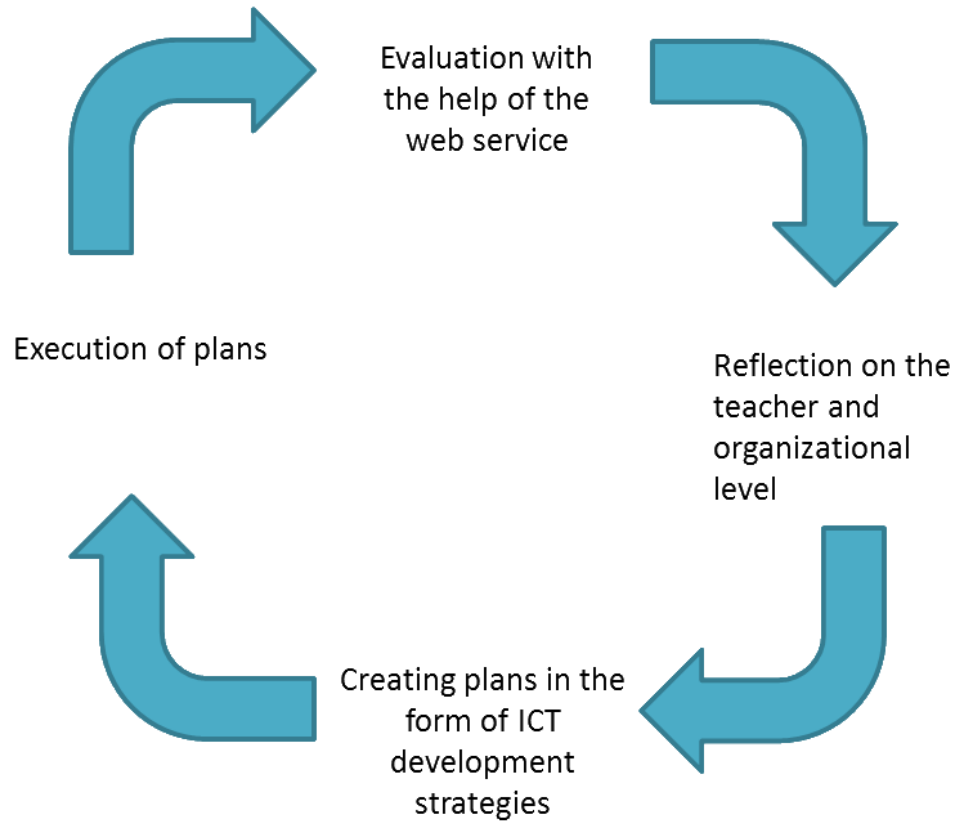 Evaluation with
the help of the
web service
Execution of plans
Reflection on the
teacher and
organizational
level
Creating plans in the
form of ICT
development
strategies